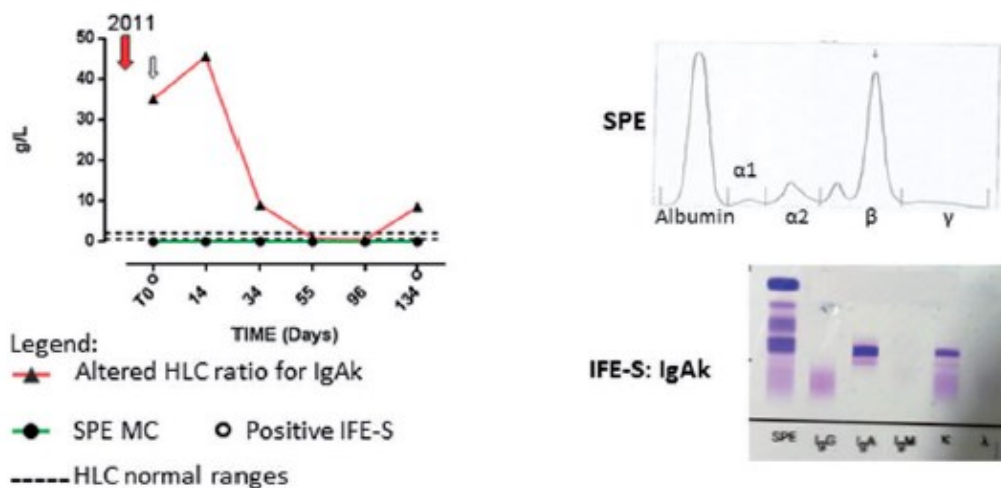 2011
50
40
30
20
10
0
g/L
T0
14
34
55
96
134
TIME (Days)
Legend:
Altered HLC ratio for IgAk
SPE MC
Positive IFE-S
HLC normal ranges
SPE
α1
Albumin
α2
β
γ
IFE-S: IgAk
SPE
IgG
IgA
IgM
K
λ